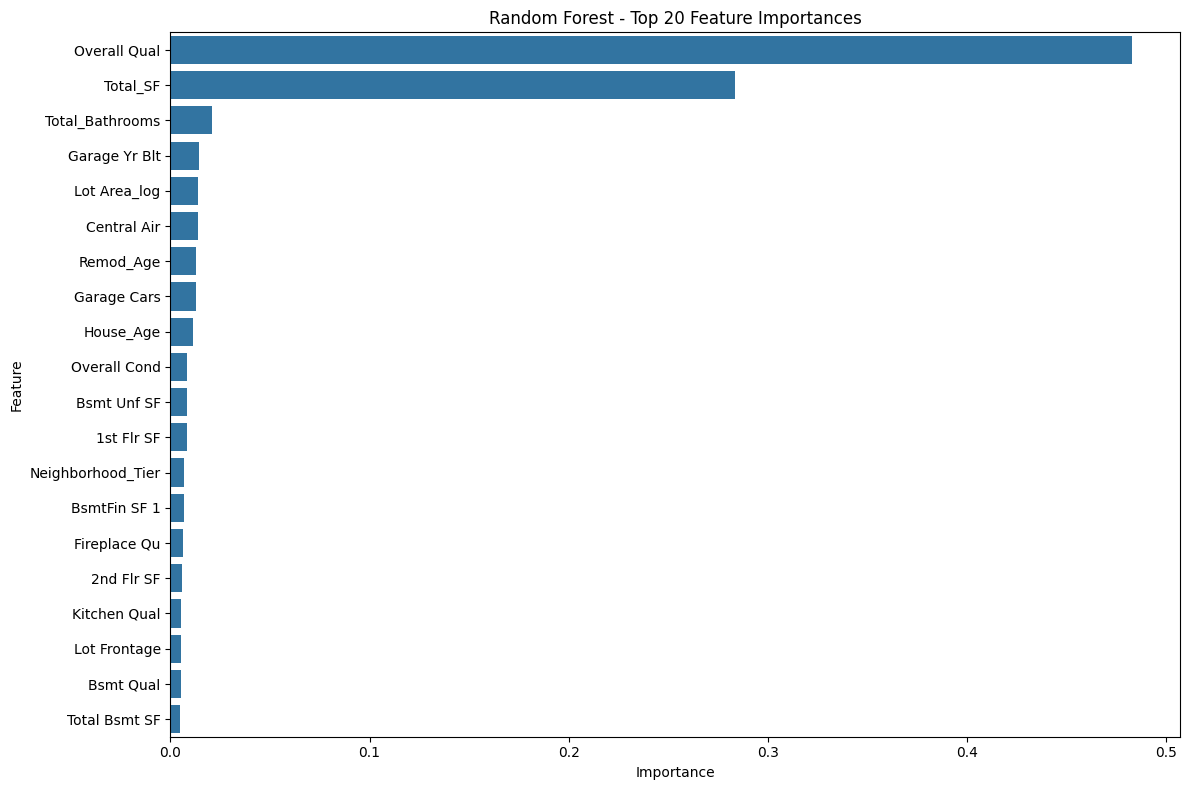 Random Forest - Top 20 Feature Importances
Feature
Overall Qual
Total_SF
Total_Bathrooms
Garage Yr Blt
Lot Area_log
Central Air
Remod_Age
Garage Cars
House_Age
Overall Cond
Bsmt Unf SF
1st Flr SF
Neighborhood_Tier
BsmtFin SF 1
Fireplace Qu
2nd Flr SF
Kitchen Qual
Lot Frontage
Bsmt Qual
Total Bsmt SF
0.0 0.1 0.2 0.3 0.4 0.5
Importance